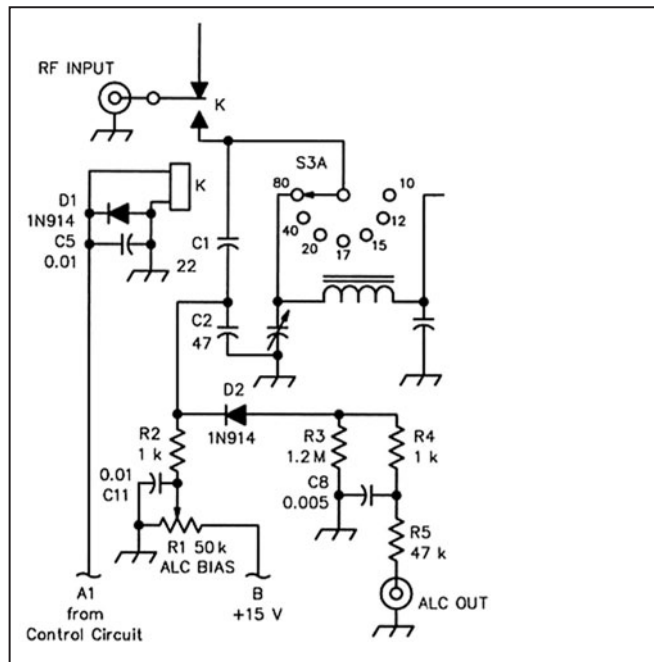 RF INPUT
K
S3A
80
10
K
D1
1N914
40
12
20
15
17
C5
0.01
22
C1
C2
47
D2
1N914
R2
1 k
R3
1.2 M
R4
1 k
0.01
C11
C8
0.005
R1 50 k
ALC BIAS
R5
47 k
A1
from
Control Circuit
B
+15 V
ALC OUT